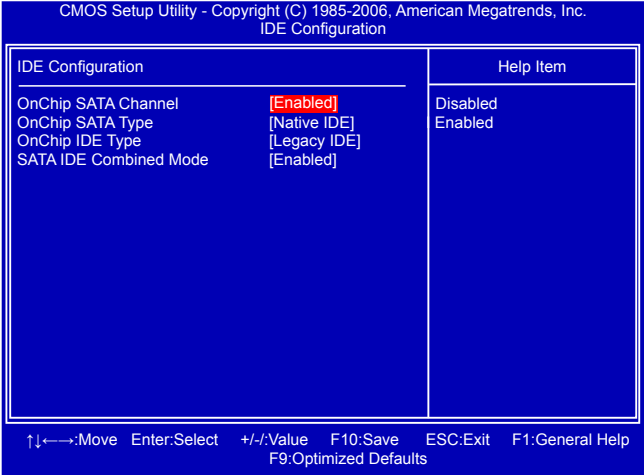 CMOS Setup Utility - Copyright (C) 1985-2006, American Megatrends, Inc.
IDE Configuration
IDE Configuration
Help Item
OnChip SATA Channel [Enabled]
OnChip SATA Type [Native IDE]
OnChip IDE Type [Legacy IDE]
SATA IDE Combined Mode [Enabled]
Disabled
Enabled
↑↓←→:Move Enter:Select +/-/:Value F10:Save ESC:Exit F1:General Help
F9:Optimized Defaults